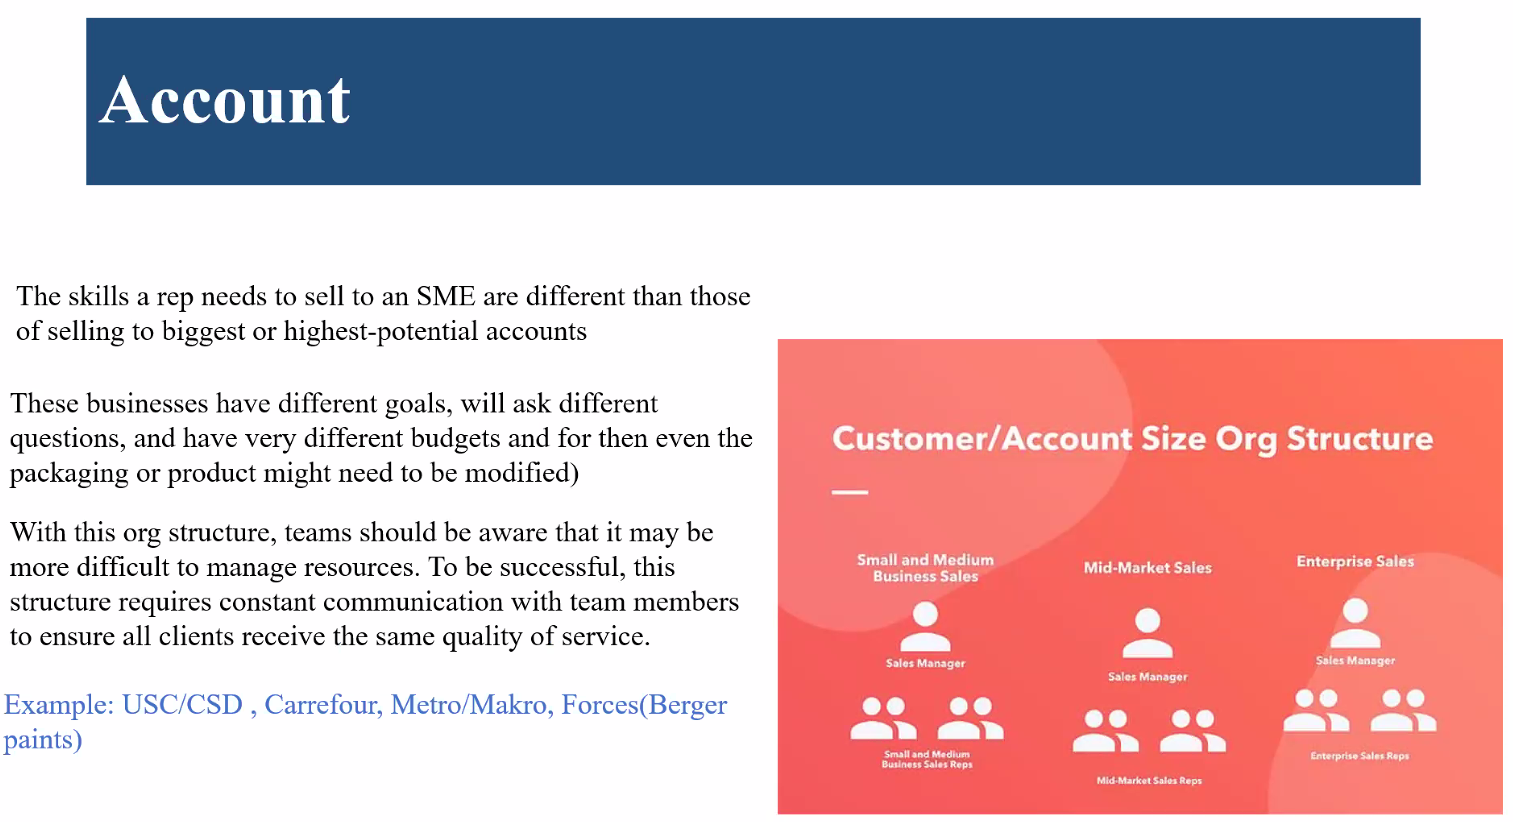 Account
The skills a rep needs to sell to an SME are different than those
of selling to biggest or highest-potential accounts
These businesses have different goals, will ask different
questions, and have very different budgets and for then even the
packaging or product might need to be modified)
With this org structure, teams should be aware that it may be
more difficult to manage resources. To be successful, this
structure requires constant communication with team members
to ensure all clients receive the same quality of service.
Example: USC/CSD , Carrefour, Metro/Makro, Forces(Berger
paints)
Customer/Account Size Org Structure
Small and Medium
Business Sales
Sales Manager
Small and Medium
Business Sales Reps
Mid-Market Sales
Sales Manager
Mid-Market Sales Reps
Enterprise Sales
Sales Manager
Enterprise Sales Reps